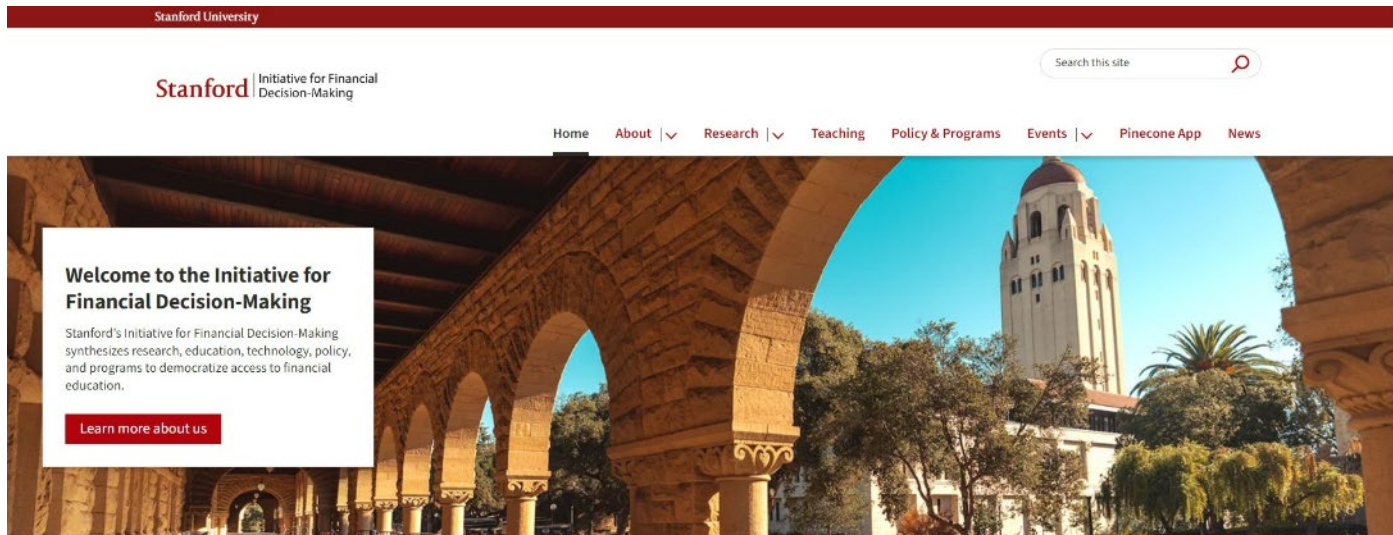 Stanford University
Search this site
Stanford
Initiative for Financial
Decision-Making
Home About Research Teaching Policy & Programs Events Pinecone App News
Welcome to the Initiative for
Financial Decision-Making
Stanford's Initiative for Financial Decision-Making
synthesizes research, education, technology, policy,
and programs to democratize access to financial
education.
Learn more about us